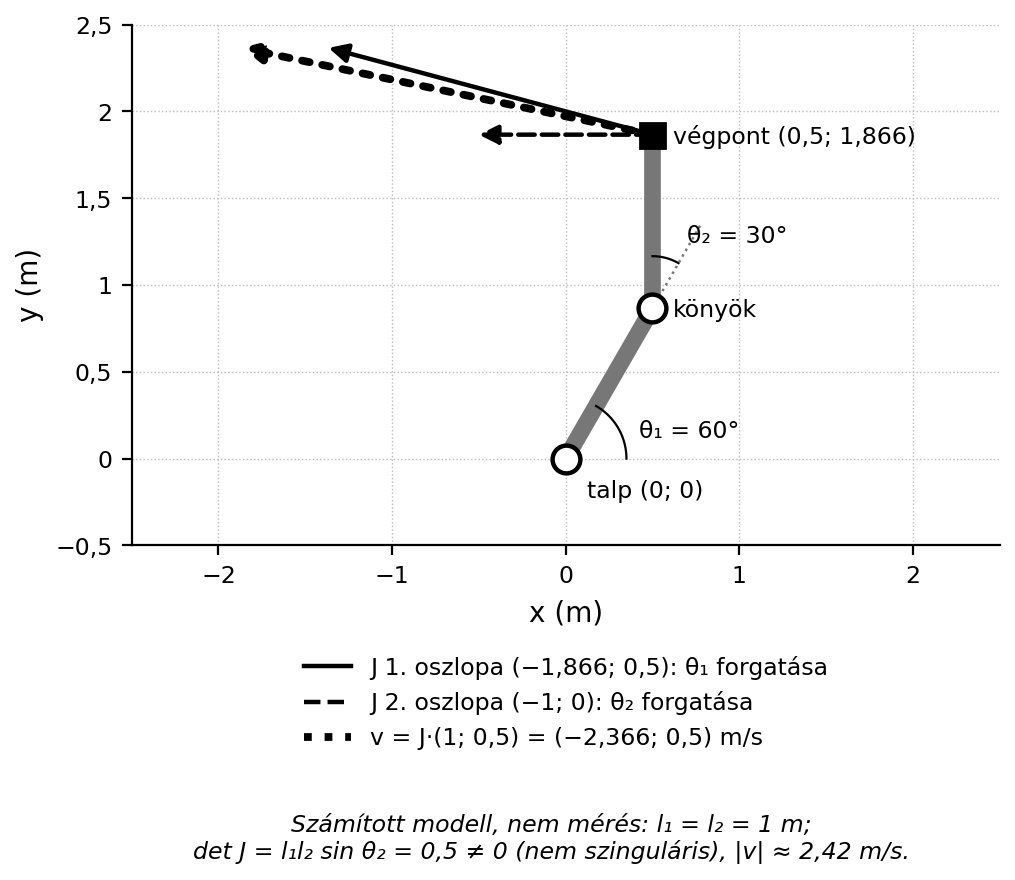 2,5
2
1,5
1
0,5
0
−0,5
y (m)
végpont (0,5; 1,866)
θ₂ = 30°
könyök
θ₁ = 60°
talp (0; 0)
−2 −1 0 1 2
x (m)
J 1. oszlopa (−1,866; 0,5): θ₁ forgatása
J 2. oszlopa (−1; 0): θ₂ forgatása
v = J·(1; 0,5) = (−2,366; 0,5) m/s
Számított modell, nem mérés: l₁ = l₂ = 1 m;
det J = l₁l₂ sin θ₂ = 0,5 ≠ 0 (nem szinguláris), |v| ≈ 2,42 m/s.